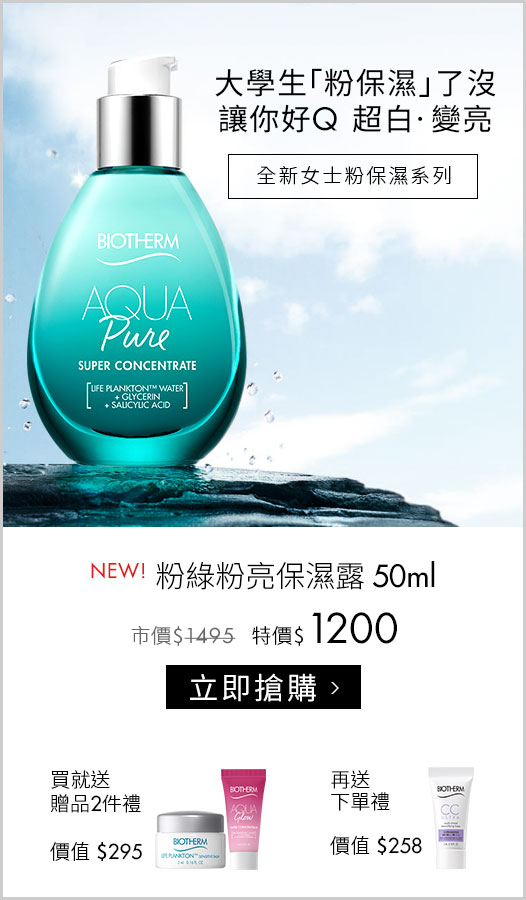 大學生「粉保濕」了沒
讓你好Q 超白·變亮
全新女士粉保濕系列
BIOTHERM
AQUA
Pure
SUPER CONCENTRATE
LIFE PLANKTON™ WATER
+ GLYCERIN
+ SALICYLIC ACID
NEW! 粉綠粉亮保濕露 50ml
市價$1495 特價$1200
立即搶購 ›
買就送
贈品2件禮
價值 $295
BIOTHERM
LIFE PLANKTON™
BIOTHERM
AQUA
Glow
再送
下單禮
價值 $258
BIOTHERM
CC